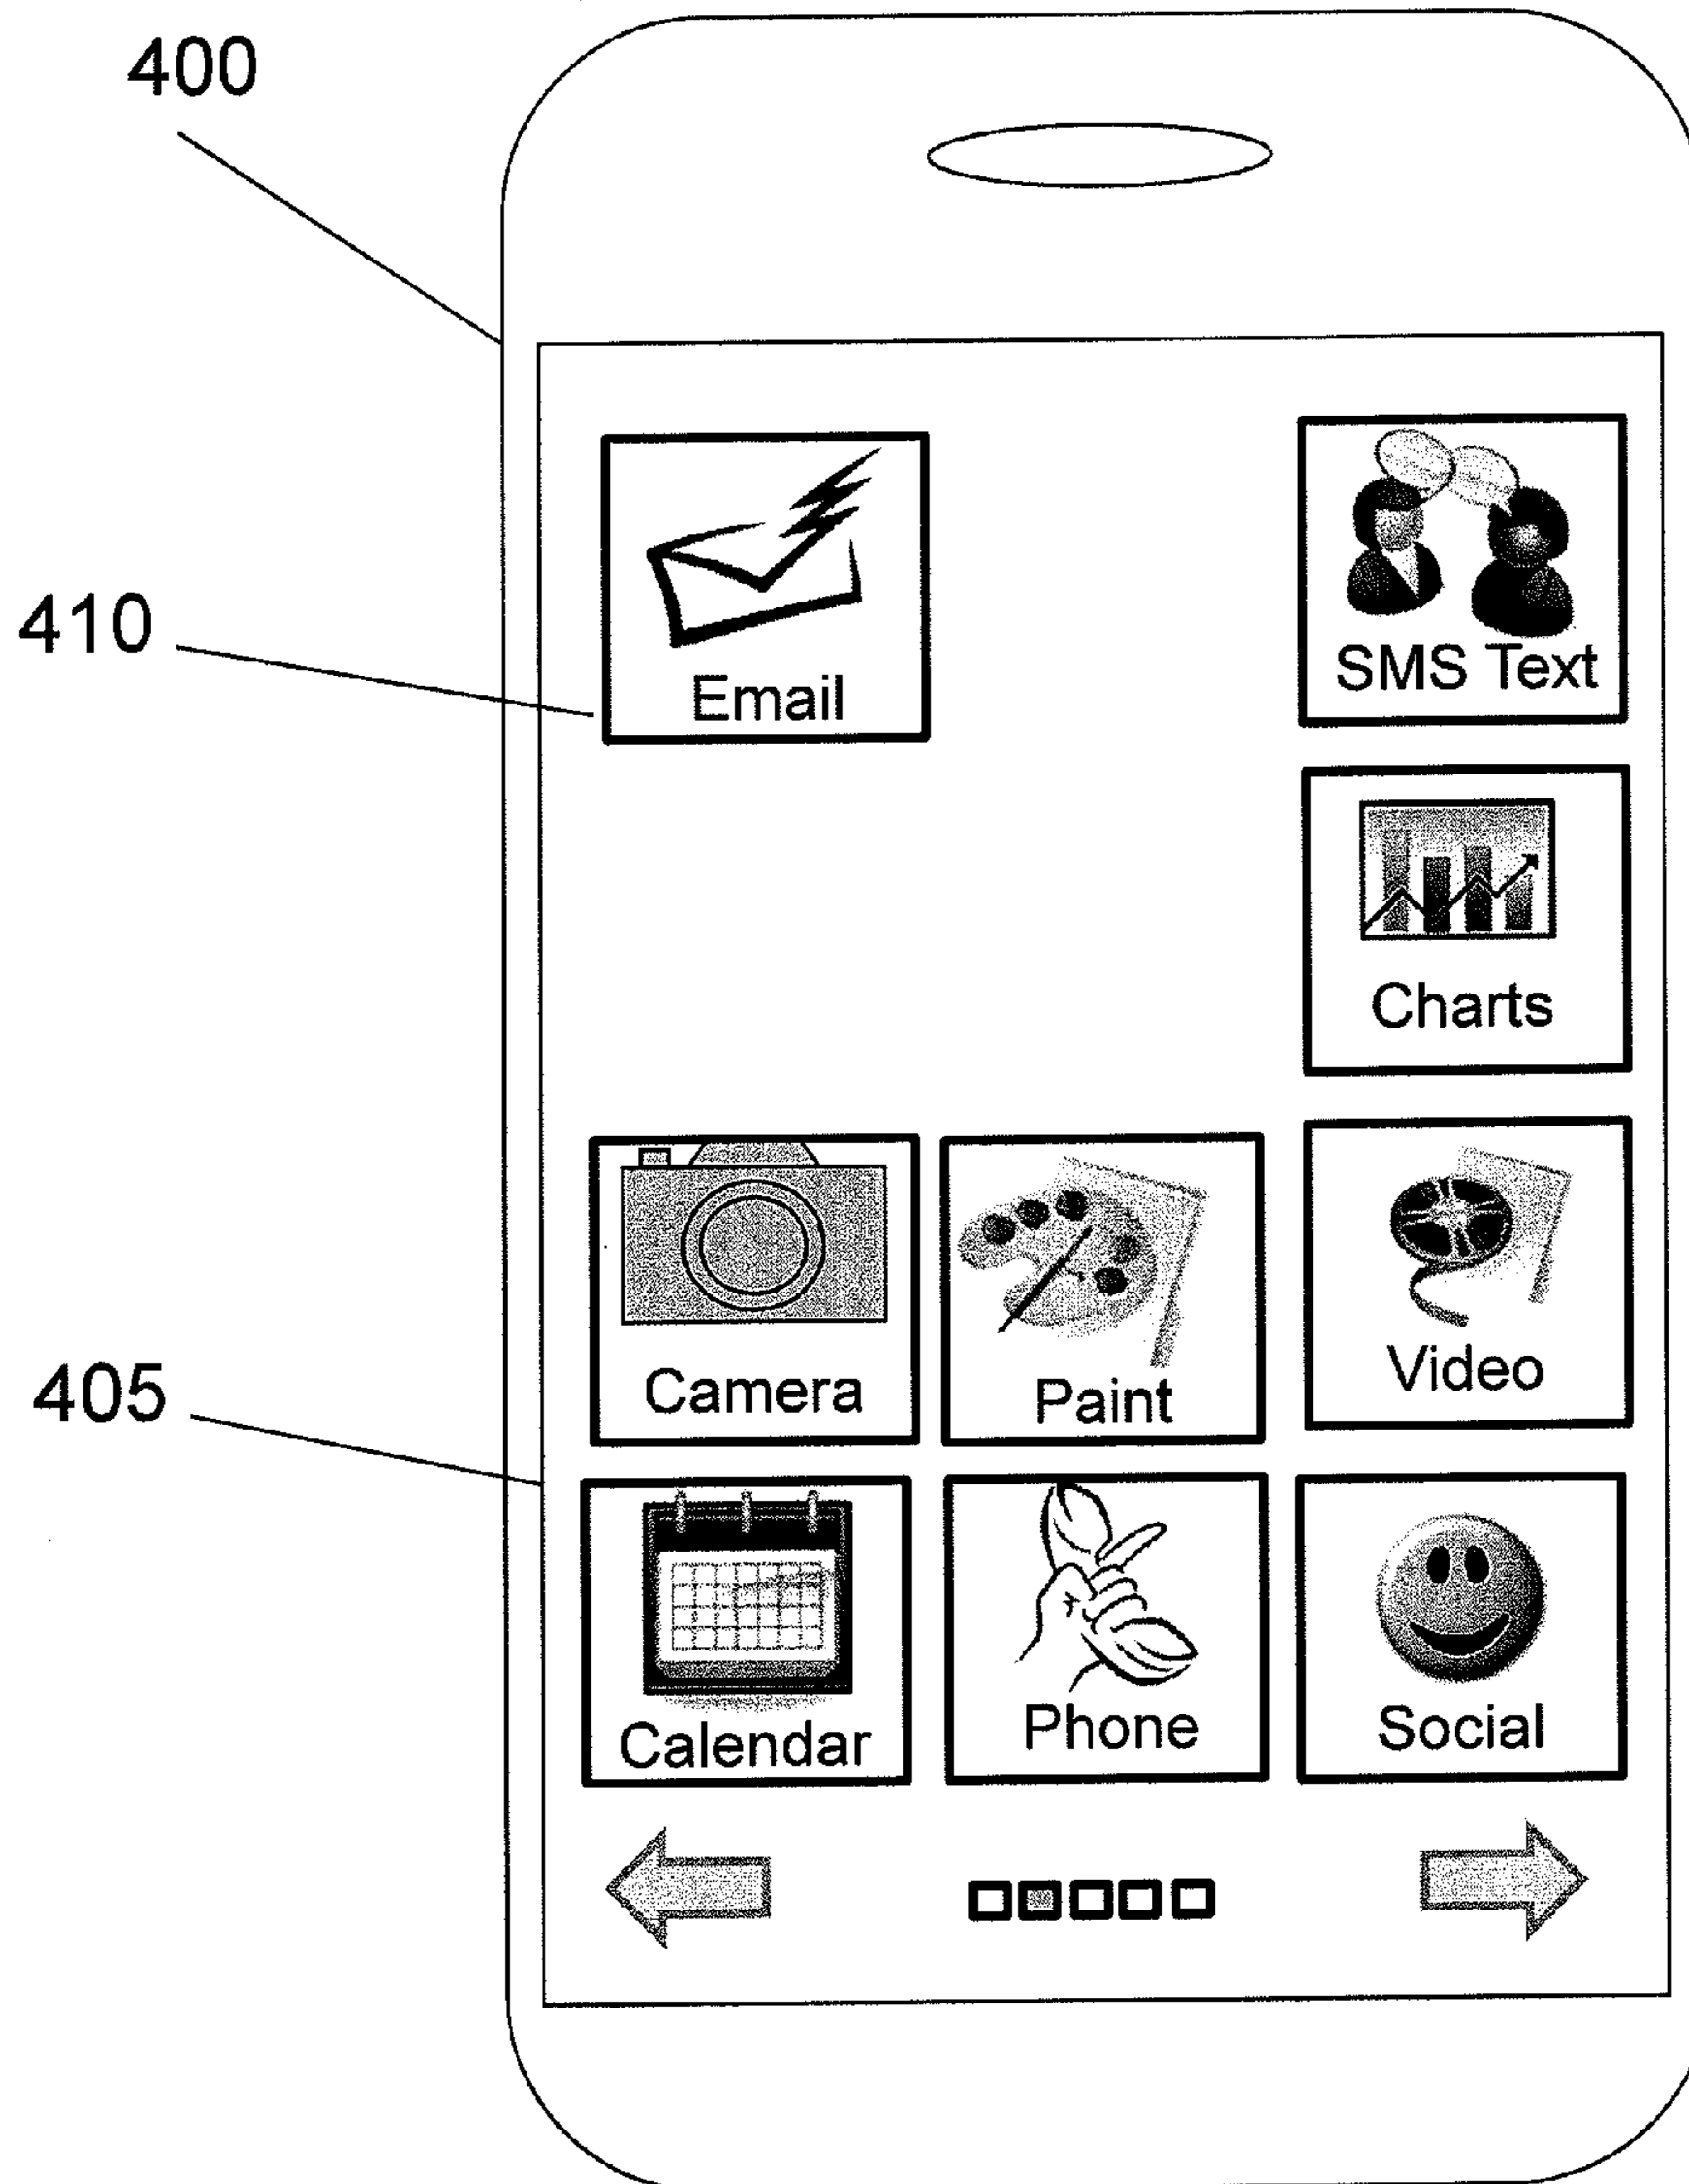 400
410
Email
SMS Text
Charts
405
Camera
Paint
Video
Calendar
Phone
Social